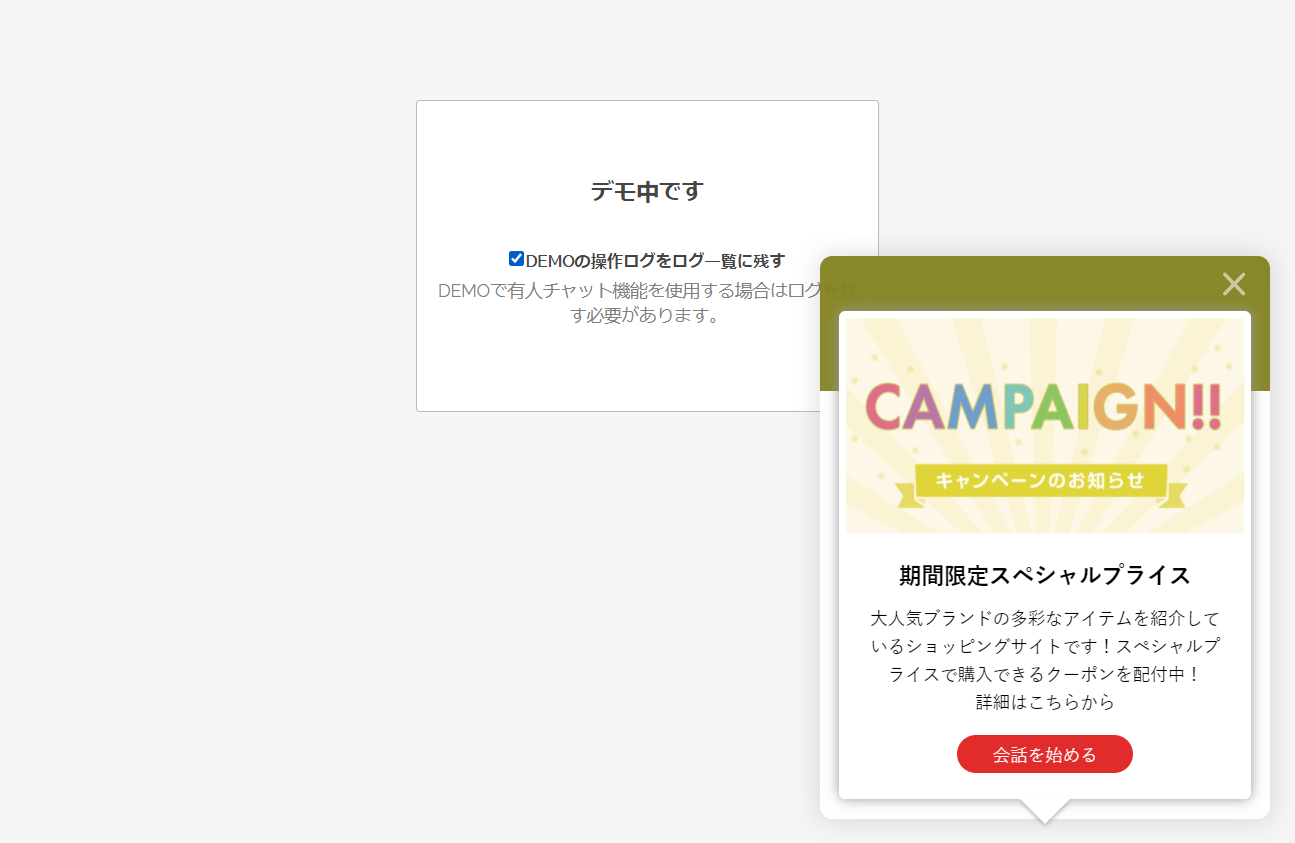 デモ中です
DEMOの操作ログをログ一覧に残す
DEMOで有人チャット機能を使用する場合はログを残
す必要があります。
CAMPAIGN!!
キャンペーンのお知らせ
期間限定スペシャルプライス
大人気ブランドの多彩なアイテムを紹介して
いるショッピングサイトです！スペシャルプ
ライスで購入できるクーポンを配付中！
詳細はこちらから
会話を始める